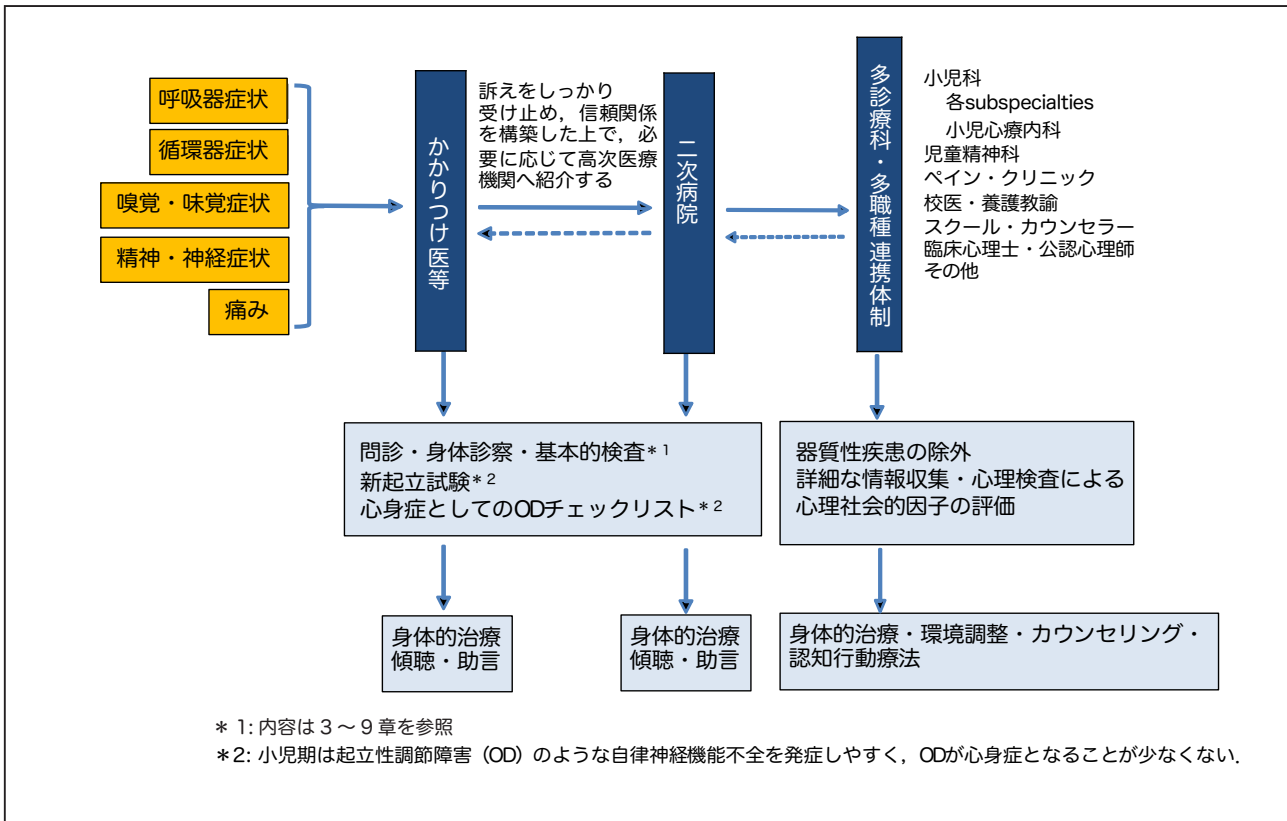 呼吸器症状
循環器症状
嗅覚・味覚症状
精神・神経症状
痛み
かかりつけ医等
訴えをしっかり
受け止め，信頼関係
を構築した上で，必
要に応じて高次医療
機関へ紹介する
二次病院
多診療科・多職種連携体制
小児科
各subspecialties
小児心療内科
児童精神科
ペイン・クリニック
校医・養護教諭
スクール・カウンセラー
臨床心理士・公認心理師
その他
問診・身体診察・基本的検査＊1
新起立試験＊2
心身症としてのODチェックリスト＊2
器質性疾患の除外
詳細な情報収集・心理検査による
心理社会的因子の評価
身体的治療
傾聴・助言
身体的治療
傾聴・助言
身体的治療・環境調整・カウンセリング・
認知行動療法
＊ 1: 内容は 3 〜 9 章を参照
＊2: 小児期は起立性調節障害（OD）のような自律神経機能不全を発症しやすく，ODが心身症となることが少なくない．